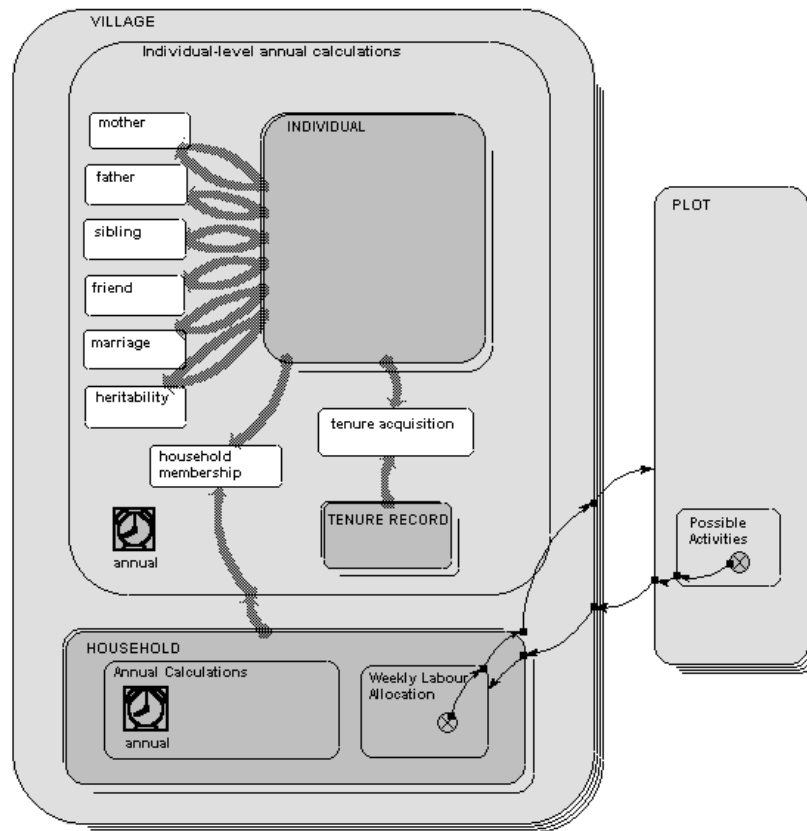 VILLAGE
Individual-level annual calculations
mother
INDIVIDUAL
father
sibling
friend
marriage
heritability
tenure acquisition
household
membership
TENURE RECORD
annual
PLOT
Possible
Activities
HOUSEHOLD
Annual Calculations
annual
Weekly Labour
Allocation